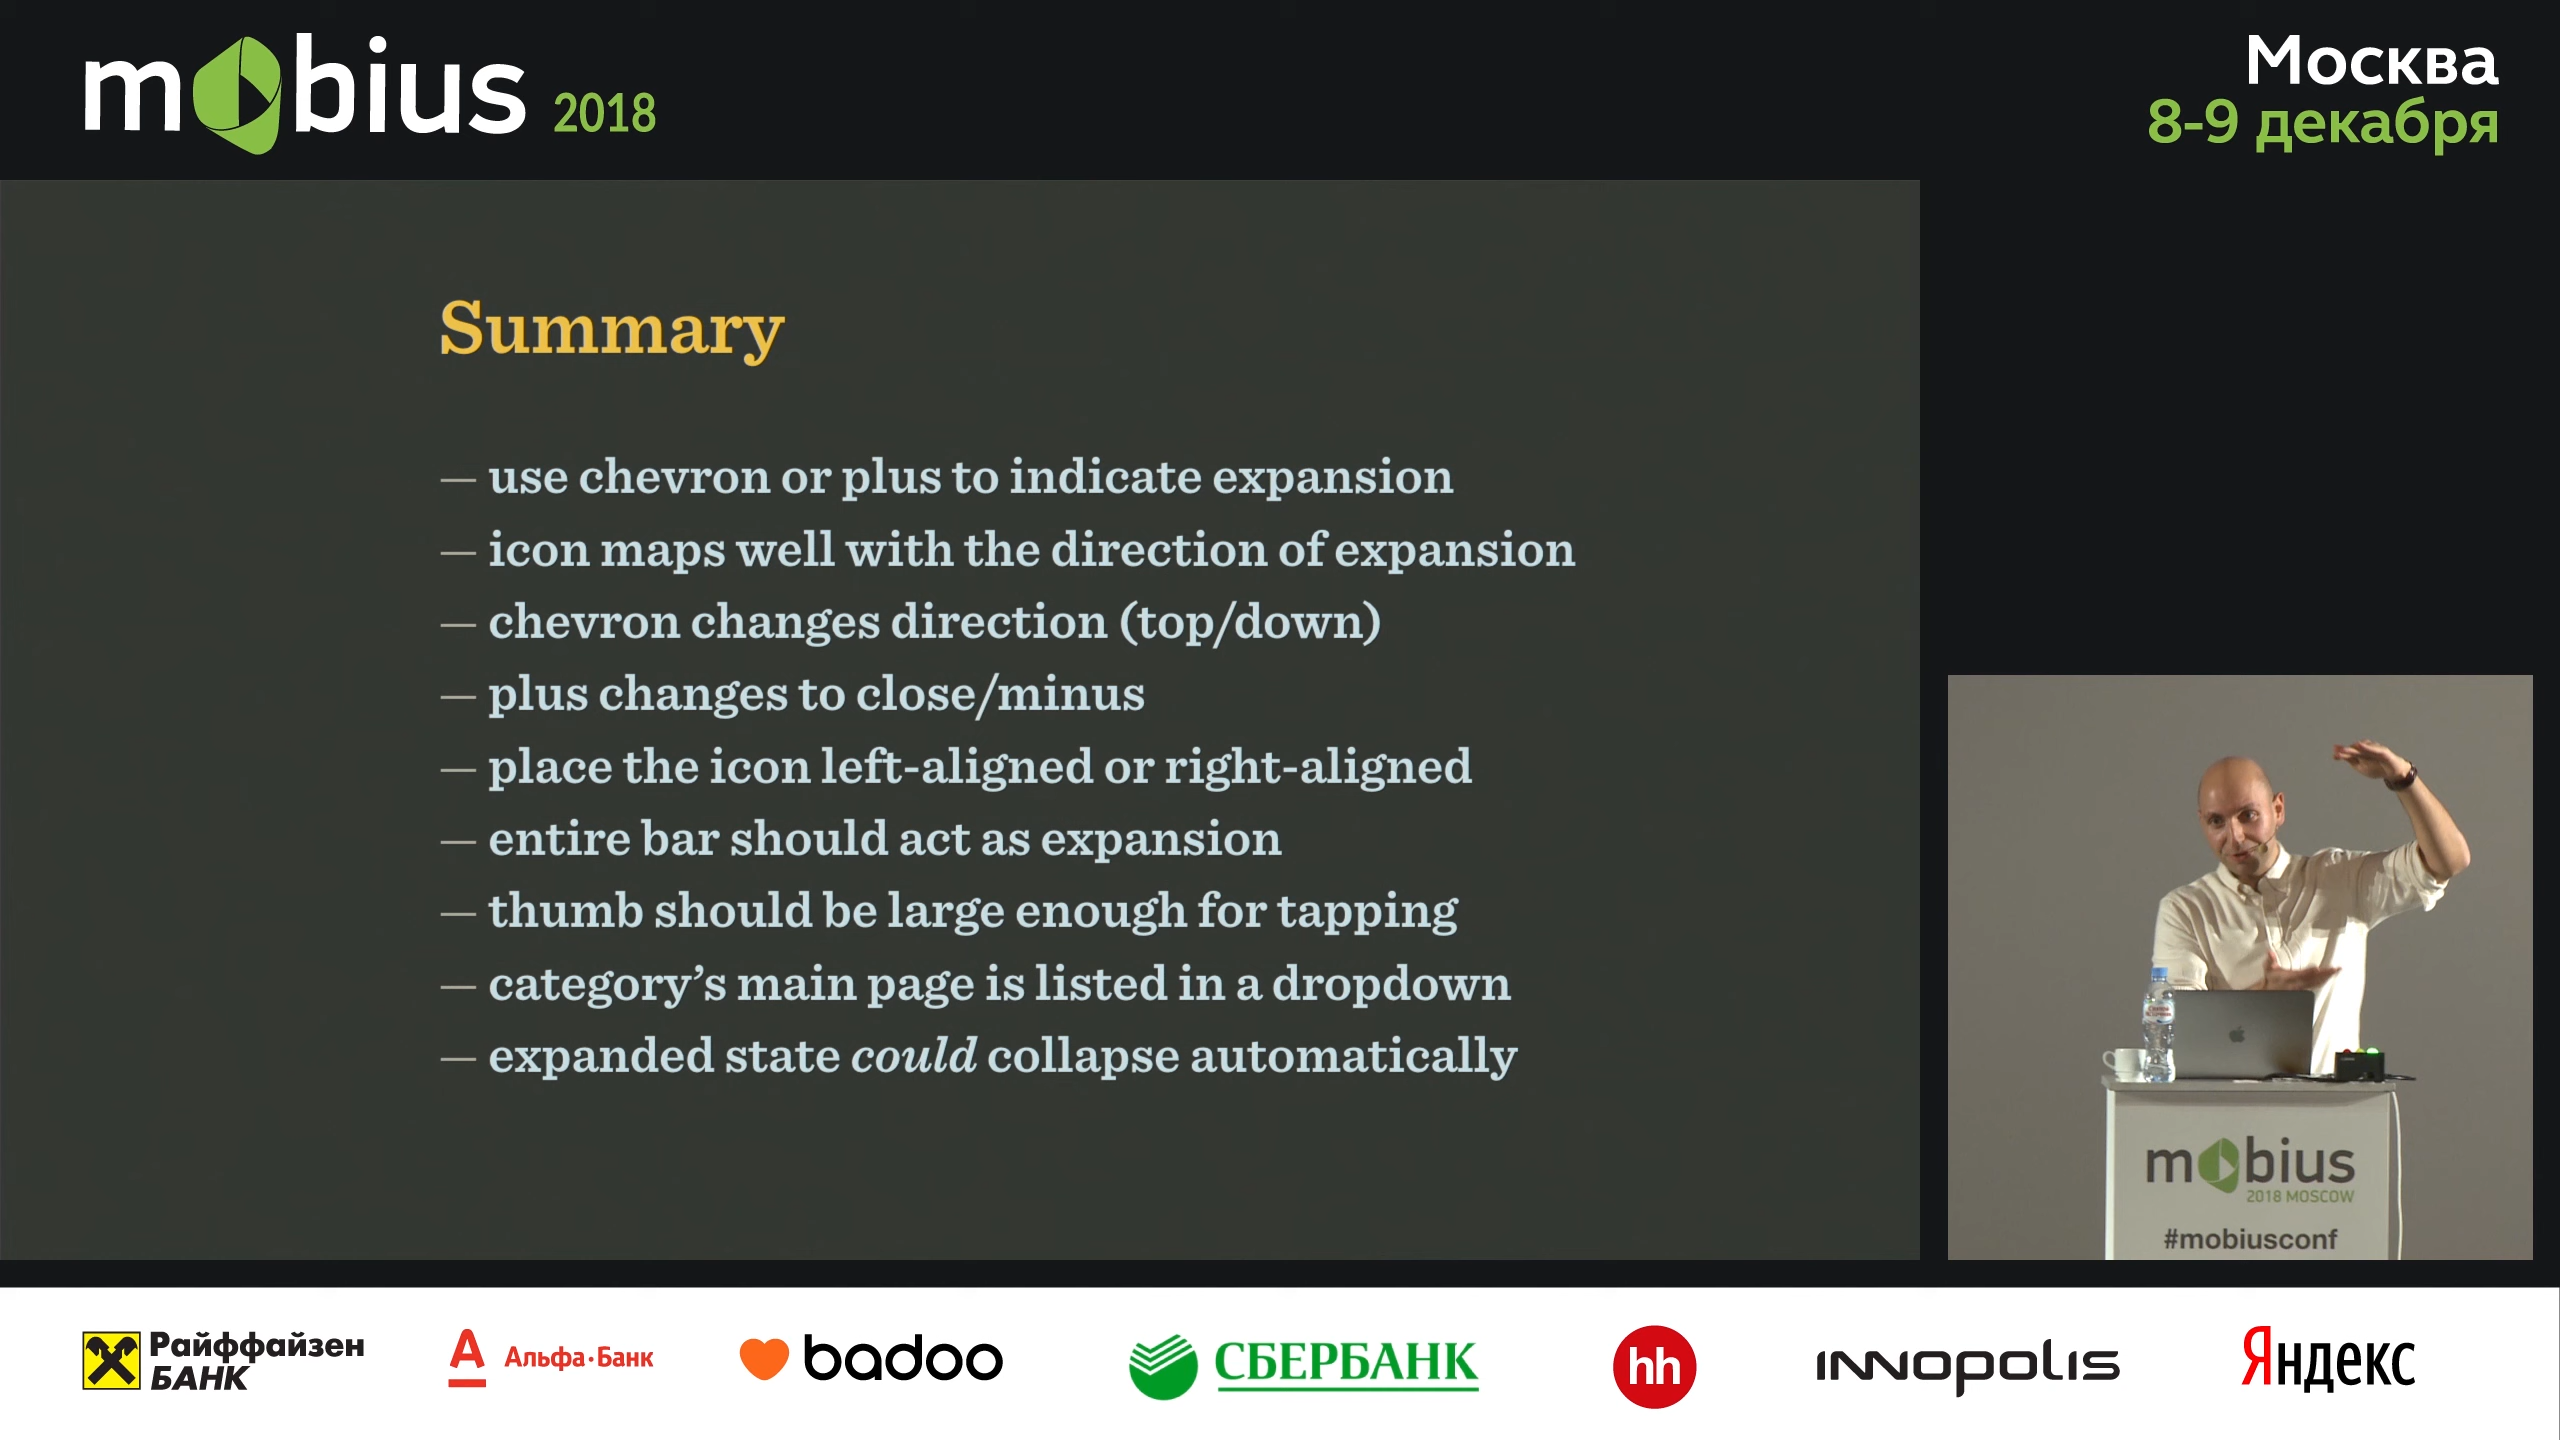 mobius 2018
Москва
8-9 декабря
Summary
— use chevron or plus to indicate expansion
— icon maps well with the direction of expansion
— chevron changes direction (top/down)
— plus changes to close/minus
— place the icon left-aligned or right-aligned
— entire bar should act as expansion
— thumb should be large enough for tapping
— category’s main page is listed in a dropdown
— expanded state could collapse automatically
mobius
2018 MOSCOW
#mobiusconf
Райффайзен
БАНК
А
Альфа·Банк
badoo
СБЕРБАНК
hh
INNOPOLIS
Яндекс